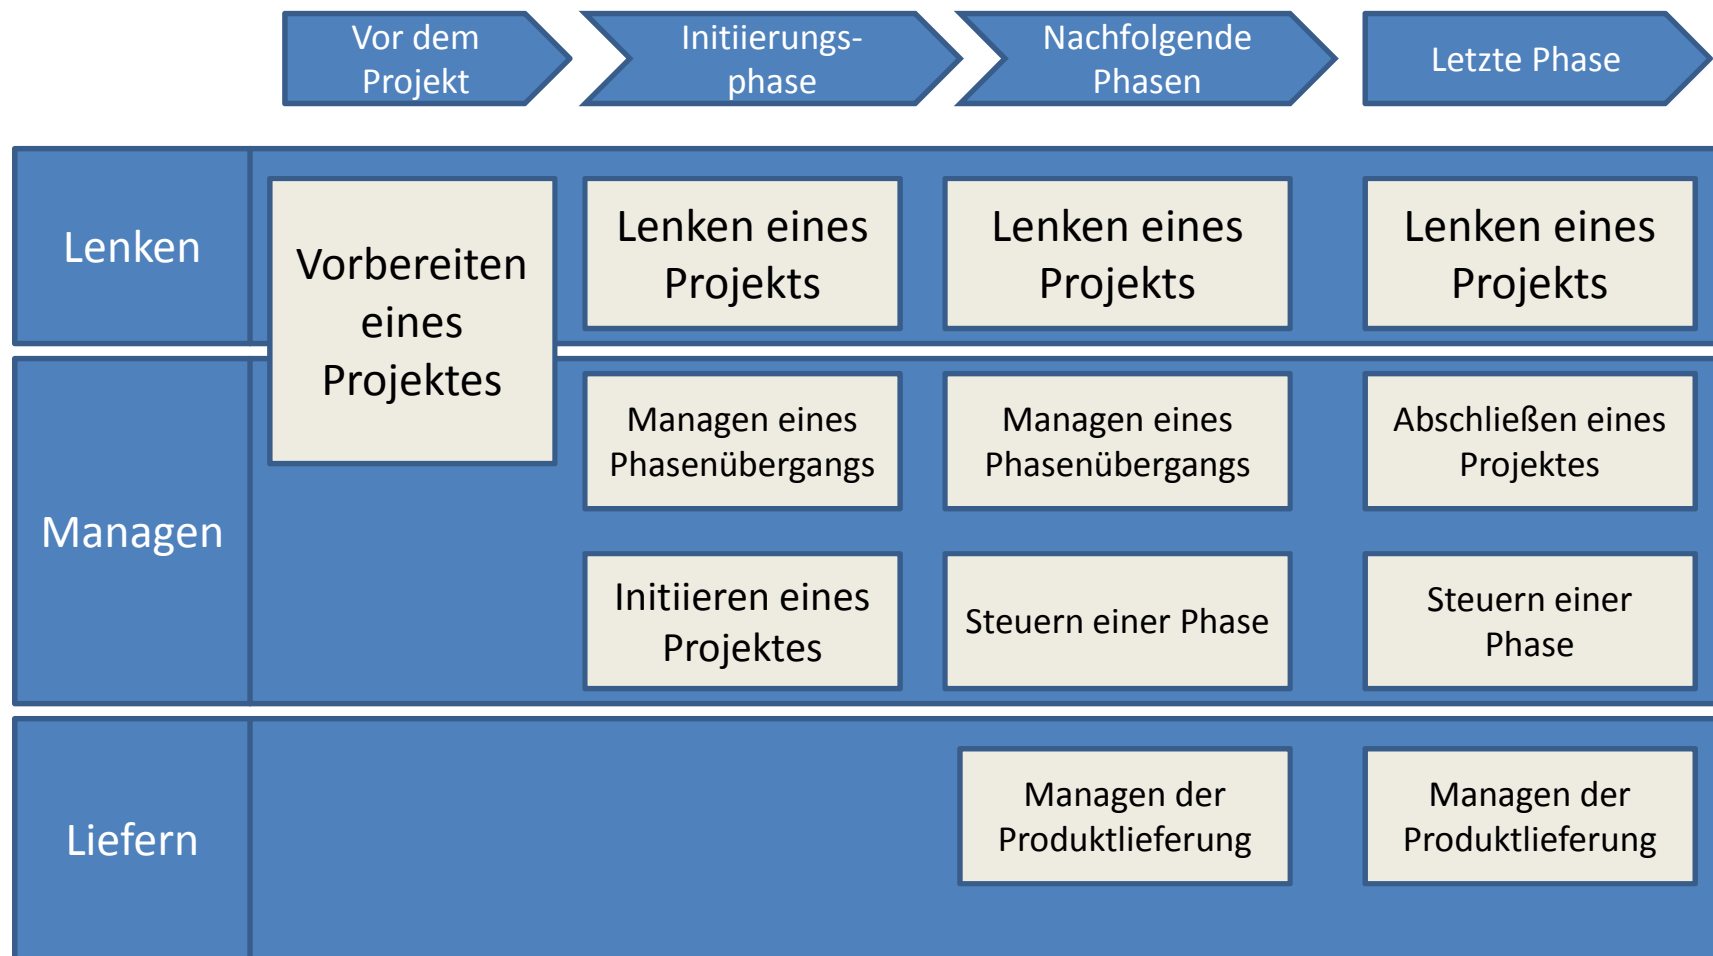 Vor dem
Projekt
Initiierungs-
phase
Nachfolgende
Phasen
Letzte Phase
Lenken
Vorbereiten
eines
Projektes
Lenken eines
Projekts
Lenken eines
Projekts
Lenken eines
Projekts
Managen
Managen eines
Phasenübergangs
Managen eines
Phasenübergangs
Abschließen eines
Projektes
Initiieren eines
Projektes
Steuern einer Phase
Steuern einer
Phase
Liefern
Managen der
Produktlieferung
Managen der
Produktlieferung